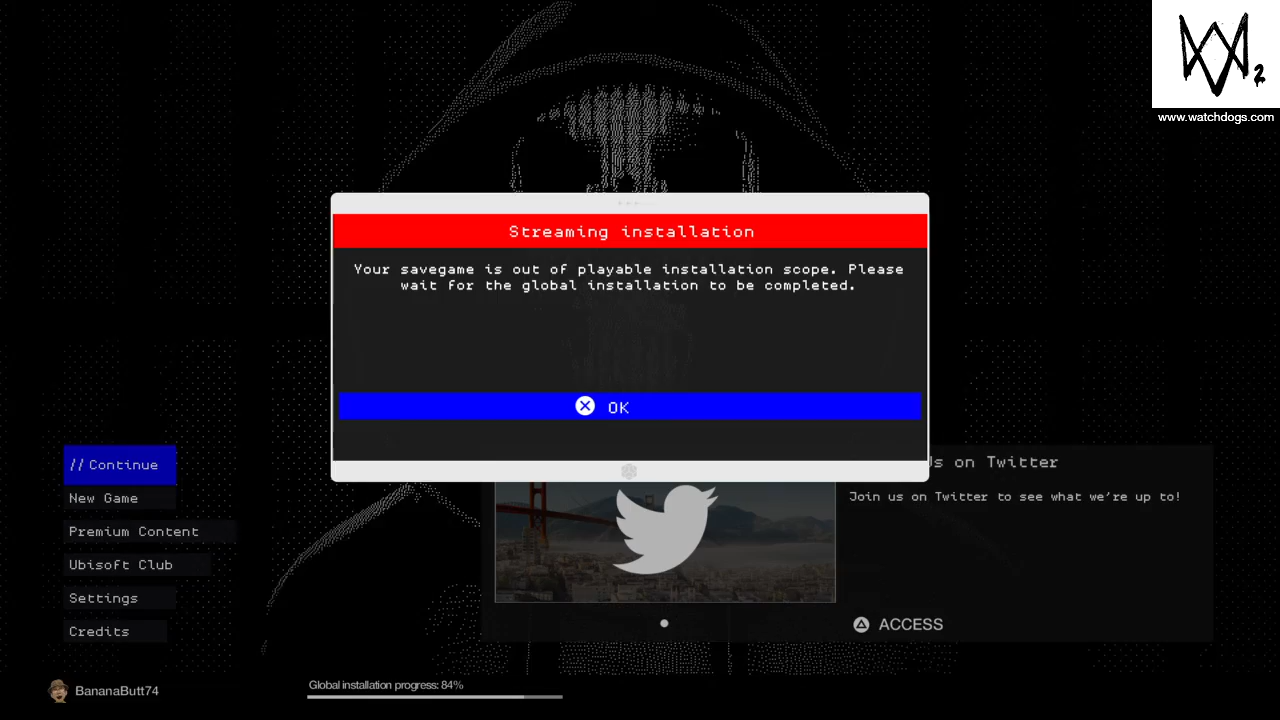 2
www.watchdogs.com
Streaming installation
Your savegame is out of playable installation scope. Please
wait for the global installation to be completed.
OK
// Continue
New Game
Premium Content
Ubisoft Club
Settings
Credits
Us on Twitter
Join us on Twitter to see what we're up to!
ACCESS
BananaButt74
Global installation progress: 84%